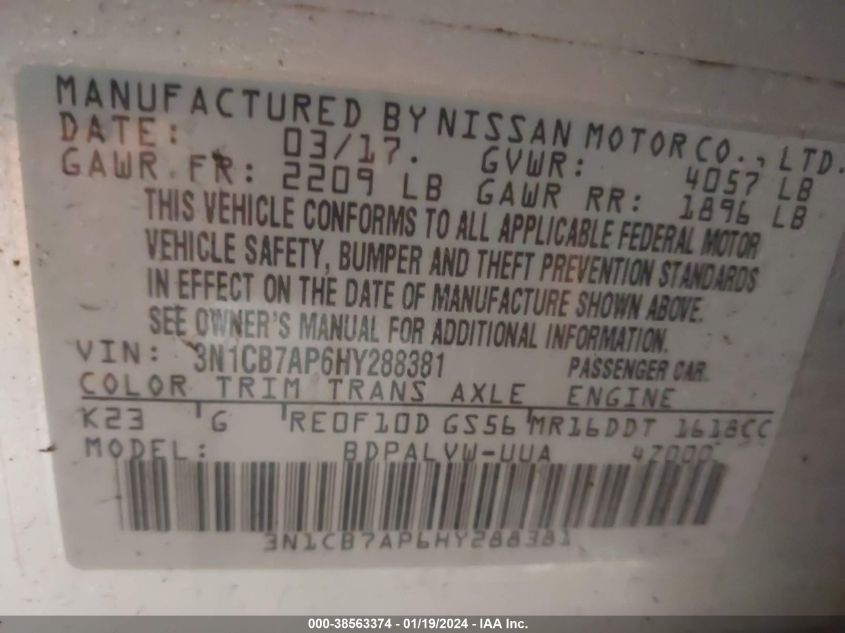 MANUFACTURED BY NISSAN MOTOR CO., LTD.
DATE: 03/17. GVWR: 4057 LB
GAWR FR: 2209 LB GAWR RR: 1896 LB
THIS VEHICLE CONFORMS TO ALL APPLICABLE FEDERAL MOTOR
VEHICLE SAFETY, BUMPER AND THEFT PREVENTION STANDARDS
IN EFFECT ON THE DATE OF MANUFACTURE SHOWN ABOVE.
SEE OWNER'S MANUAL FOR ADDITIONAL INFORMATION.
VIN: 3N1CB7AP6HY288381 PASSENGER CAR.
COLOR TRIM TRANS AXLE ENGINE
K23 G RE0F10D GS56 MR16DDT 1618CC
MODEL: BDPALVW-UUA 47000
3N1CB7AP6HY288381
000-38563374 - 01/19/2024 - IAA Inc.